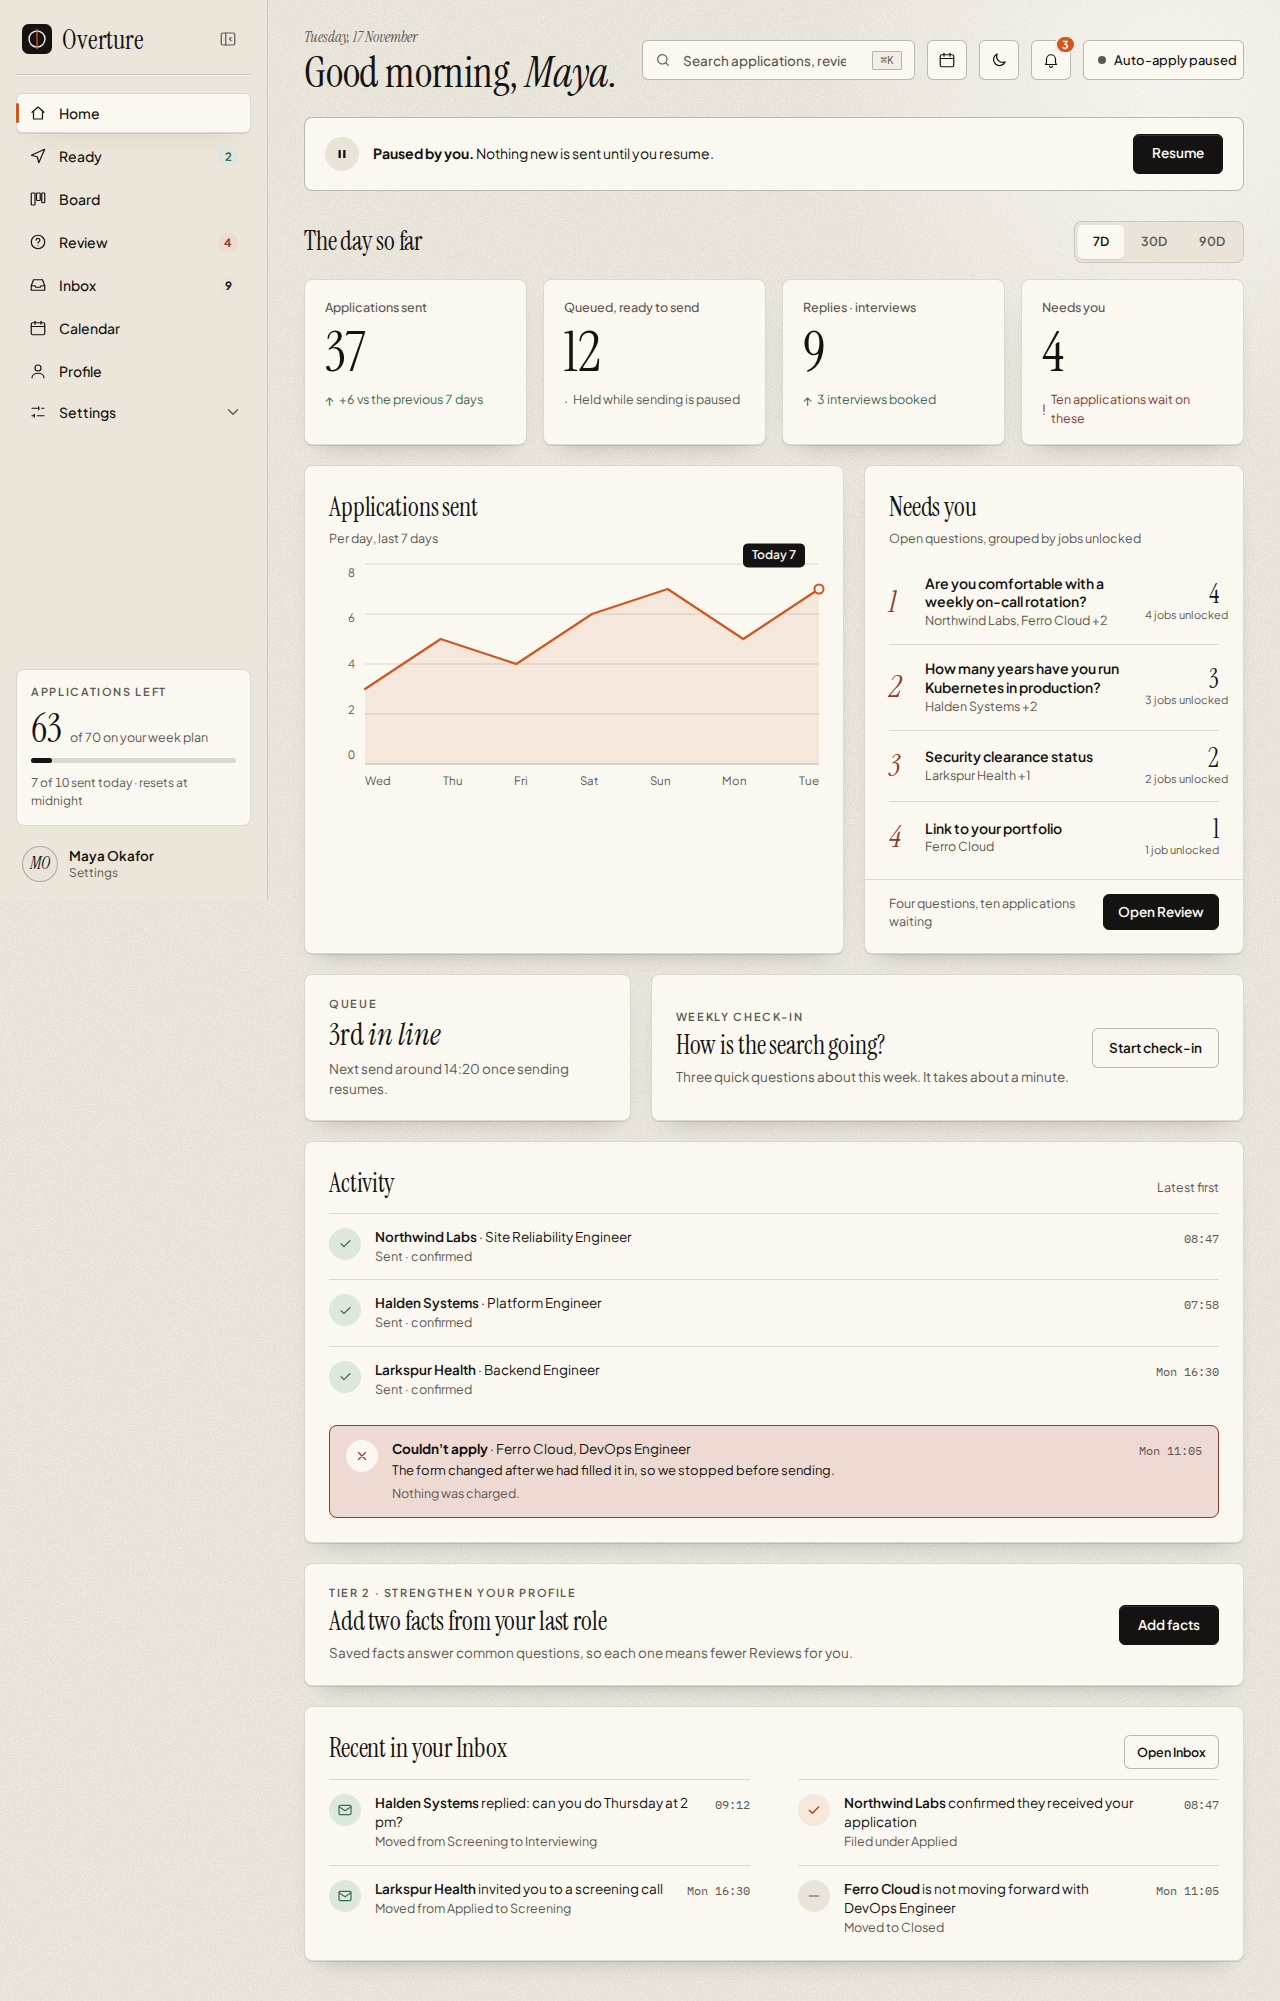 Overture
Home
Ready 2
Board
Review 4
Inbox 9
Calendar
Profile
Settings
APPLICATIONS LEFT
63 of 70 on your week plan
7 of 10 sent today · resets at
midnight
MO
Maya Okafor
Settings
Tuesday, 17 November
Good morning, Maya.
Search applications, revie
⌘K
3
Auto-apply paused
Paused by you. Nothing new is sent until you resume.
Resume
The day so far
7D 30D 90D
Applications sent
37
↑ +6 vs the previous 7 days
Queued, ready to send
12
· Held while sending is paused
Replies · interviews
9
↑ 3 interviews booked
Needs you
4
! Ten applications wait on
these
Applications sent
Per day, last 7 days
Today 7
8
6
4
2
0
Wed Thu Fri Sat Sun Mon Tue
Needs you
Open questions, grouped by jobs unlocked
1
Are you comfortable with a
weekly on-call rotation?
Northwind Labs, Ferro Cloud +2
4
4 jobs unlocked
2
How many years have you run
Kubernetes in production?
Halden Systems +2
3
3 jobs unlocked
3
Security clearance status
Larkspur Health +1
2
2 jobs unlocked
4
Link to your portfolio
Ferro Cloud
1
1 job unlocked
Four questions, ten applications
waiting
Open Review
QUEUE
3rd in line
Next send around 14:20 once sending
resumes.
WEEKLY CHECK-IN
How is the search going?
Three quick questions about this week. It takes about a minute.
Start check-in
Activity
Latest first
Northwind Labs · Site Reliability Engineer
Sent · confirmed
08:47
Halden Systems · Platform Engineer
Sent · confirmed
07:58
Larkspur Health · Backend Engineer
Sent · confirmed
Mon 16:30
Couldn't apply · Ferro Cloud, DevOps Engineer
The form changed after we had filled it in, so we stopped before sending.
Nothing was charged.
Mon 11:05
TIER 2 · STRENGTHEN YOUR PROFILE
Add two facts from your last role
Saved facts answer common questions, so each one means fewer Reviews for you.
Add facts
Recent in your Inbox
Open Inbox
Halden Systems replied: can you do Thursday at 2
pm?
Moved from Screening to Interviewing
09:12
Northwind Labs confirmed they received your
application
Filed under Applied
08:47
Larkspur Health invited you to a screening call
Moved from Applied to Screening
Mon 16:30
Ferro Cloud is not moving forward with
DevOps Engineer
Moved to Closed
Mon 11:05